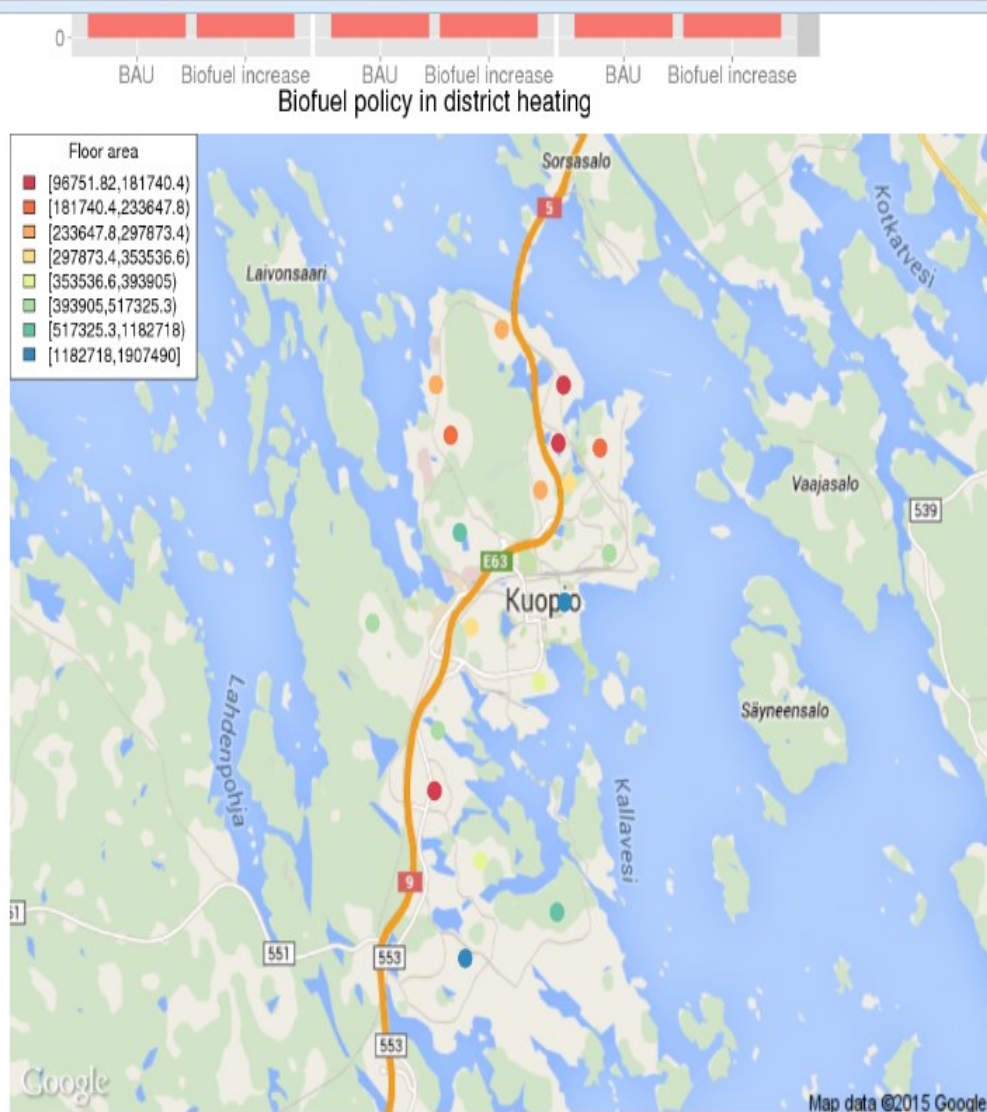 0
BAU Biofuel increase BAU Biofuel increase BAU Biofuel increase
Biofuel policy in district heating
Floor area
[96751.82,181740.4)
[181740.4,233647.8)
[233647.8,297873.4)
[297873.4,353536.6)
[353536.6,393905)
[393905,517325.3)
[517325.3,1182718)
[1182718,1907490]
Sorsasalo
5
Kotkatvesi
Laivonsaari
Vaajasalo
539
E63
Kuopio
Lahdenpohja
Säyneensalo
Kallavesi
9
551
553
553
Google
Map data ©2015 Google